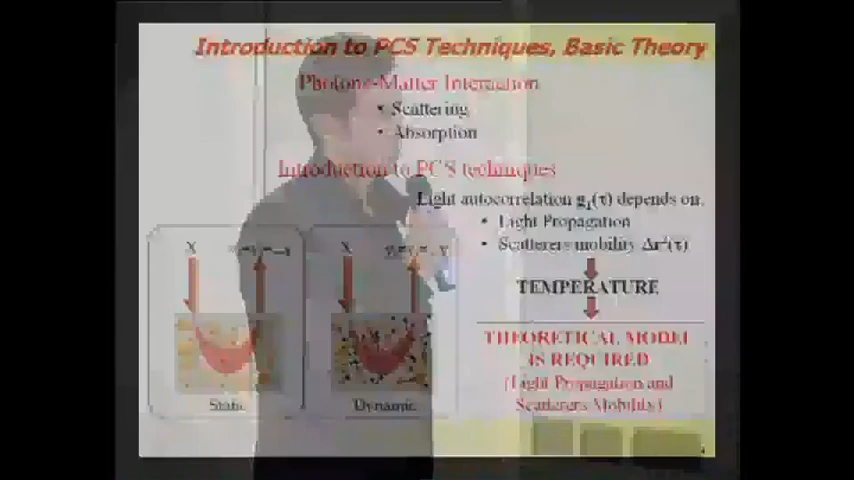 Introduction to PCS Techniques, Basic Theory
Photons-Matter Interaction
• Scattering
• Absorption
Introduction to PCS techniques
Light autocorrelation g₁(τ) depends on.
• Light Propagation
• Scatterers mobility Δr²(τ)
TEMPERATURE
THEORETICAL MODEL
IS REQUIRED
(Light Propagation and
Scatterers Mobility)
X
X
Static
Dynamic